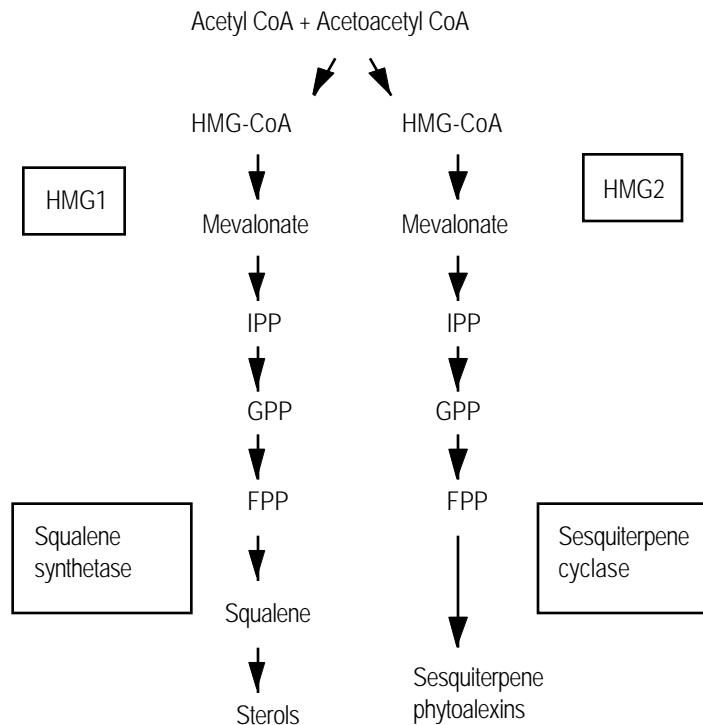 Acetyl CoA + Acetoacetyl CoA
HMG-CoA HMG-CoA
HMG1
HMG2
Mevalonate Mevalonate
IPP IPP
GPP GPP
FPP FPP
Squalene
synthetase
Sesquiterpene
cyclase
Squalene
Sesquiterpene
phytoalexins
Sterols